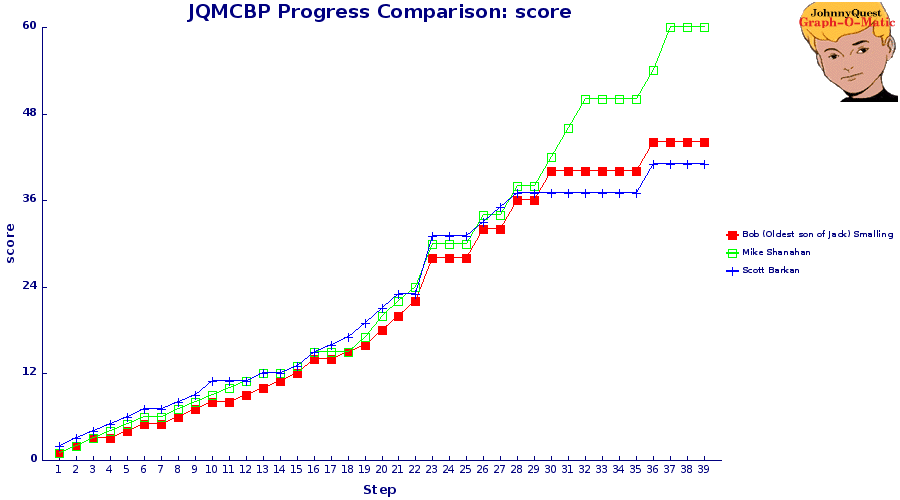 JQMCBP Progress Comparison: score
JohnnyQuest
Graph-O-Matic
60
48
36
24
12
0
score
1 2 3 4 5 6 7 8 9 10 11 12 13 14 15 16 17 18 19 20 21 22 23 24 25 26 27 28 29 30 31 32 33 34 35 36 37 38 39
Step
Bob (Oldest son of Jack) Smalling
Mike Shanahan
Scott Barkan